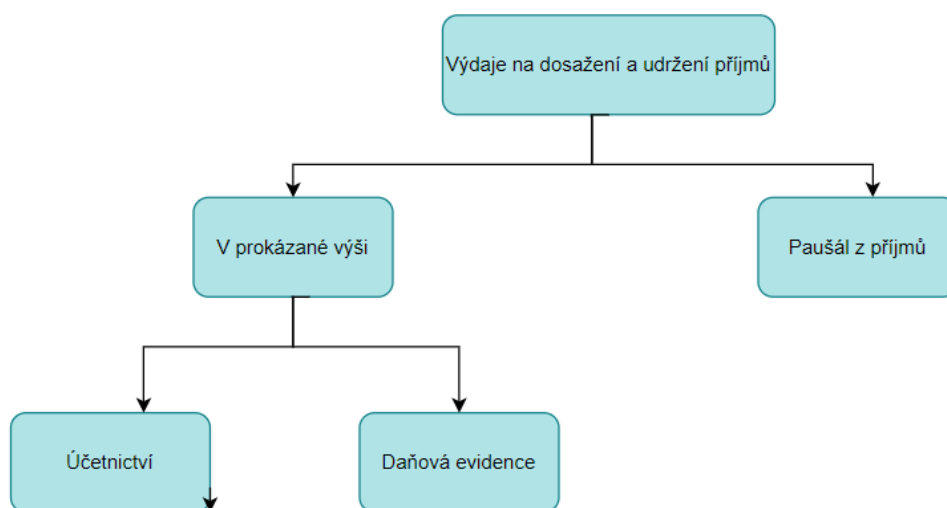 Výdaje na dosažení a udržení příjmů
V prokázané výši
Paušál z příjmů
Účetnictví
Daňová evidence